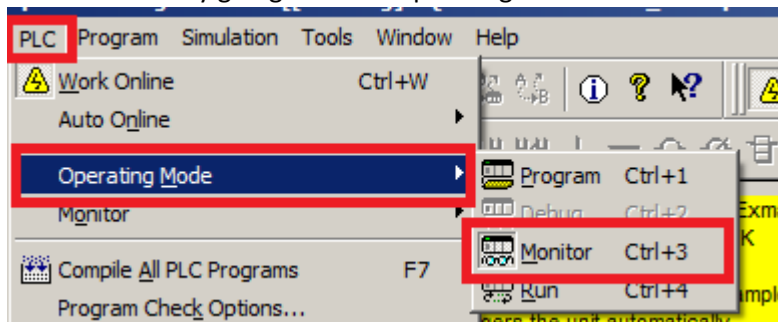 PLC Program Simulation Tools Window Help
Work Online Ctrl+W
Auto Online
Operating Mode
Program Ctrl+1
Monitor
Debug Ctrl+2
K
Compile All PLC Programs F7
Monitor Ctrl+3
Program Check Options...
Run Ctrl+4